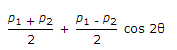 p₁ + p₂ / 2 + p₁ - p₂ / 2 cos 2θ